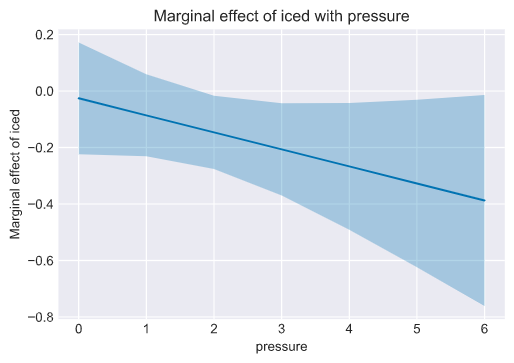 Marginal effect of iced with pressure
0.2
0.0
−0.2
−0.4
−0.6
−0.8
Marginal effect of iced
0 1 2 3 4 5 6
pressure